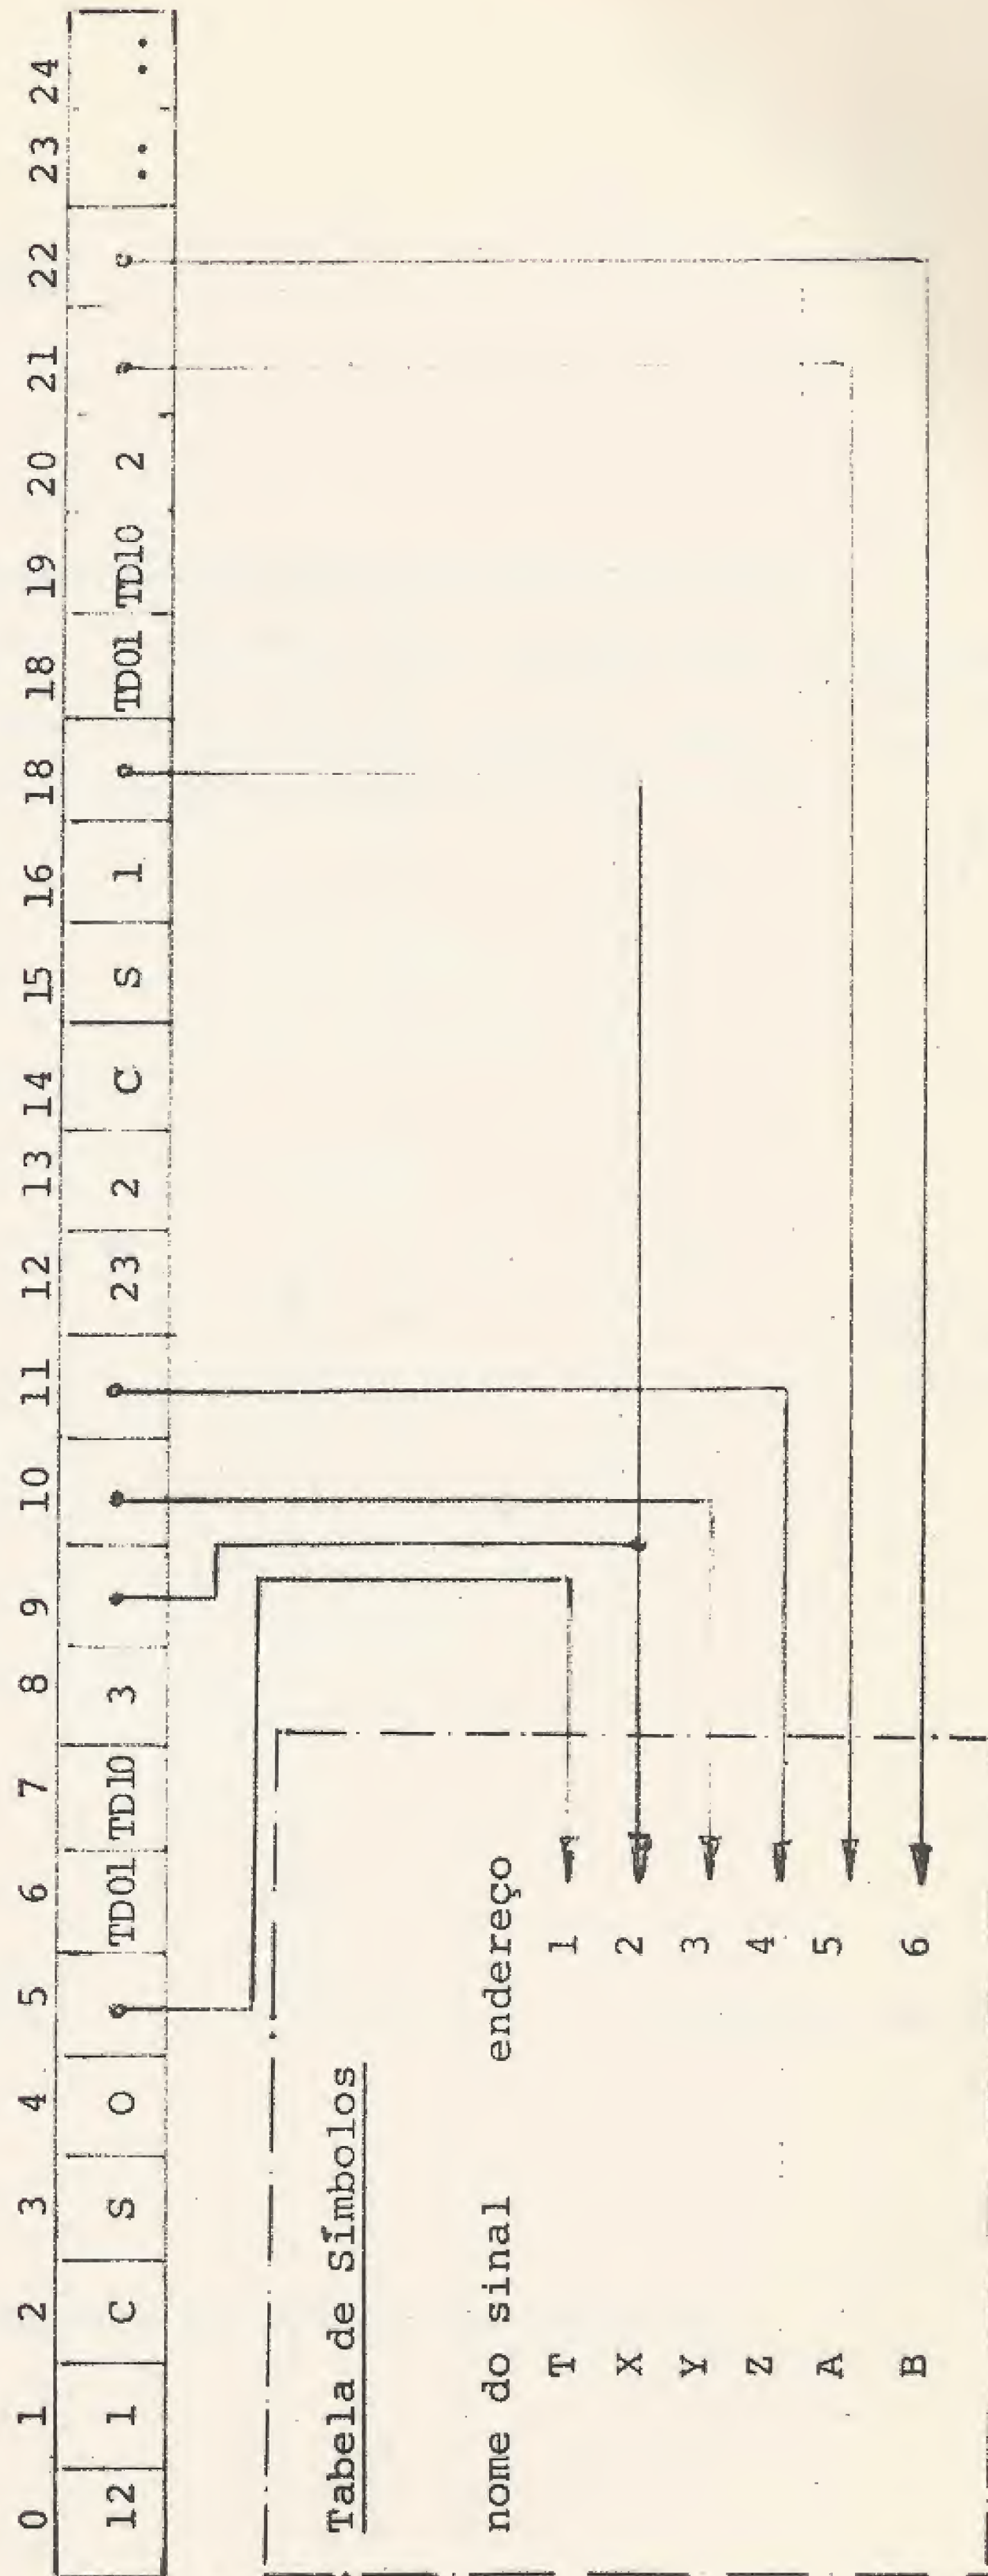 0 1 2 3 4 5 6 7 8 9 10 11 12 13 14 15 16 18 18 19 20 21 22 23 24
12 1 C S O TD01 TD10 3 23 2 C S 1 TD01 TD10 2 .. ..
Tabela de Símbolos
nome do sinal endereço
T 1
X 2
Y 3
Z 4
A 5
B 6